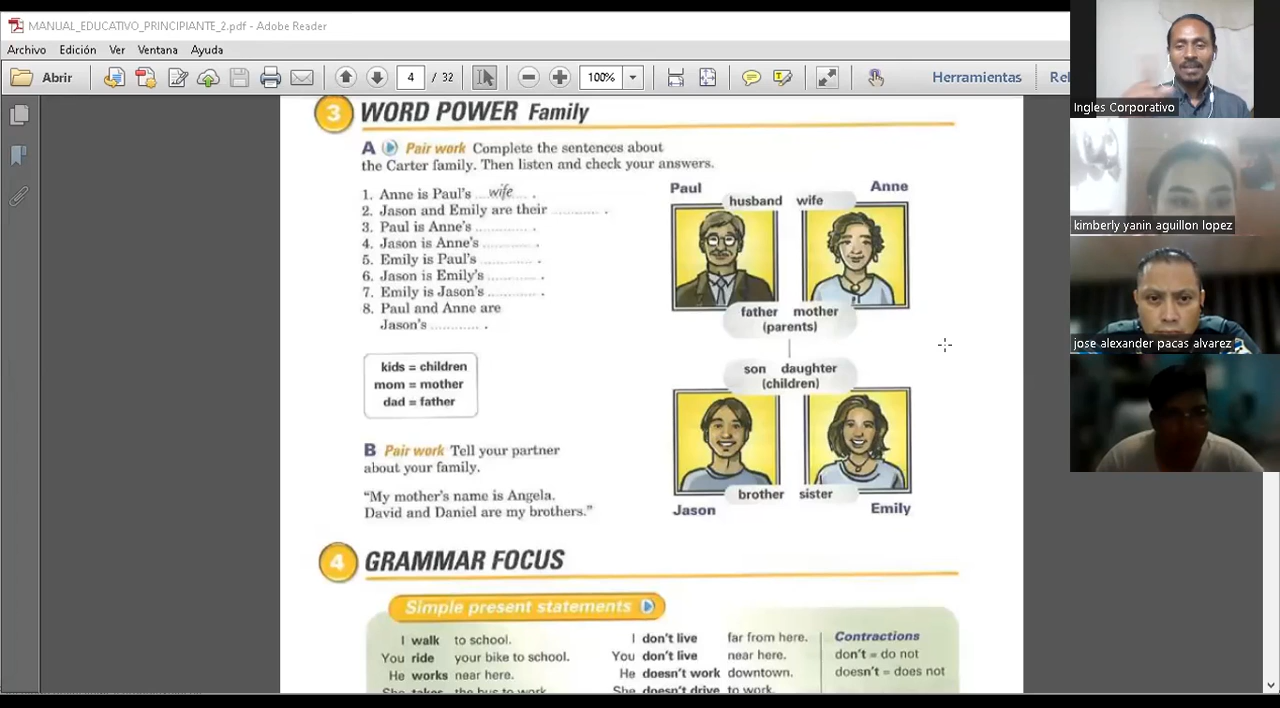 MANUAL_EDUCATIVO_PRINCIPIANTE_2.pdf - Adobe Reader
Archivo Edición Ver Ventana Ayuda
Abrir 4 / 32 100% Herramientas
Ingles Corporativo
kimberly yanin aguillon lopez
jose alexander pacas alvarez
3 WORD POWER Family
A Pair work Complete the sentences about
the Carter family. Then listen and check your answers.
1. Anne is Paul's wife .
2. Jason and Emily are their .......... .
3. Paul is Anne's .......... .
4. Jason is Anne's .......... .
5. Emily is Paul's .......... .
6. Jason is Emily's .......... .
7. Emily is Jason's .......... .
8. Paul and Anne are
Jason's .......... .
kids = children
mom = mother
dad = father
B Pair work Tell your partner
about your family.
“My mother's name is Angela.
David and Daniel are my brothers.”
Paul Anne
husband wife
father mother
(parents)
son daughter
(children)
brother sister
Jason Emily
4 GRAMMAR FOCUS
Simple present statements
I walk to school.
You ride your bike to school.
He works near here.
She takes the bus to work.
I don't live far from here.
You don't live near here.
He doesn't work downtown.
She doesn't drive to work.
Contractions
don't = do not
doesn't = does not